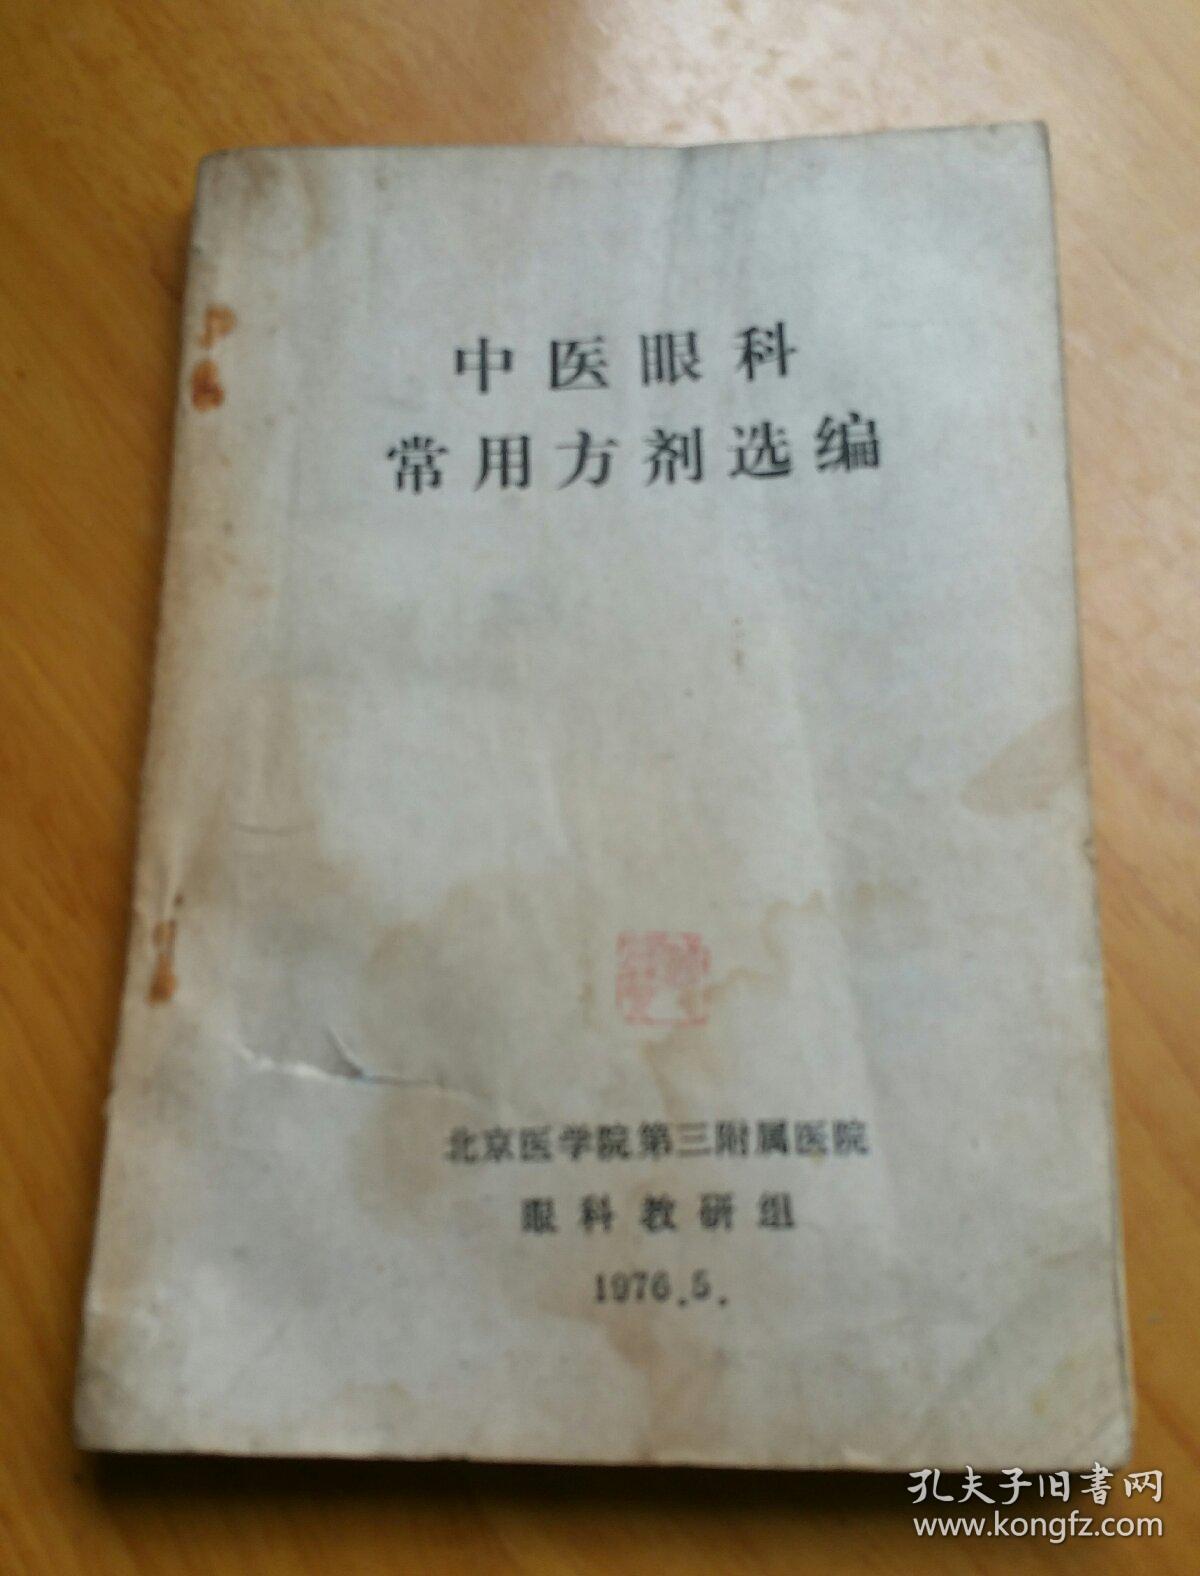 中医眼科
常用方剂选编
北京医学院第三附属医院
眼科教研组
1976.5.
孔夫子旧书网
www.kongfz.com